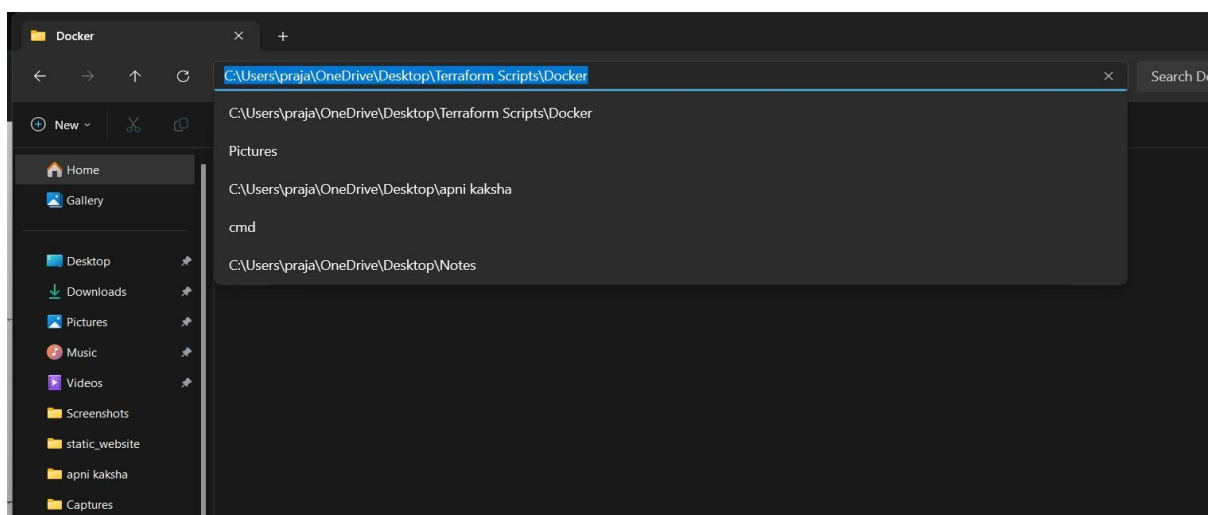 Docker
C:\Users\praja\OneDrive\Desktop\Terraform Scripts\Docker
Search Do
New
C:\Users\praja\OneDrive\Desktop\Terraform Scripts\Docker
Pictures
C:\Users\praja\OneDrive\Desktop\apni kaksha
cmd
C:\Users\praja\OneDrive\Desktop\Notes
Home
Gallery
Desktop
Downloads
Pictures
Music
Videos
Screenshots
static_website
apni kaksha
Captures